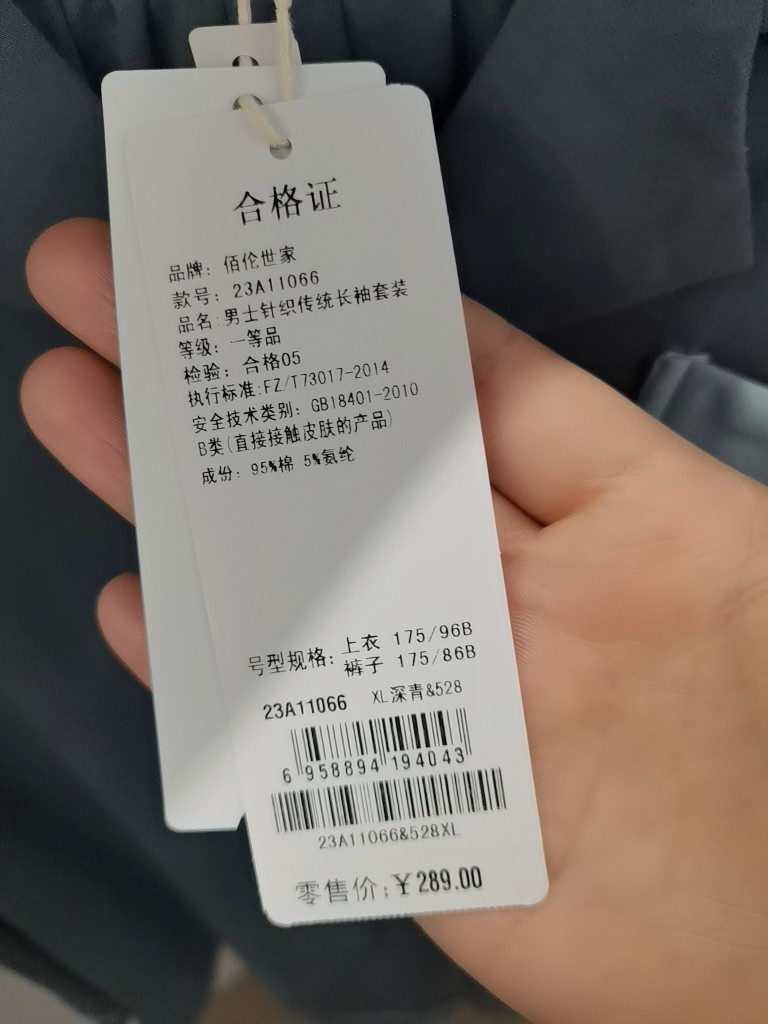 合格证
品牌: 佰伦世家
款号: 23A11066
品名:男士针织传统长袖套装
等级: 一等品
检验: 合格05
执行标准:FZ/T73017-2014
安全技术类别: GB18401-2010
B类(直接接触皮肤的产品)
成份: 95%棉 5%氨纶
号型规格: 上衣 175/96B
裤子 175/86B
23A11066 XL深青&528
6 958894 194043
23A11066&528XL
零售价:¥289.00